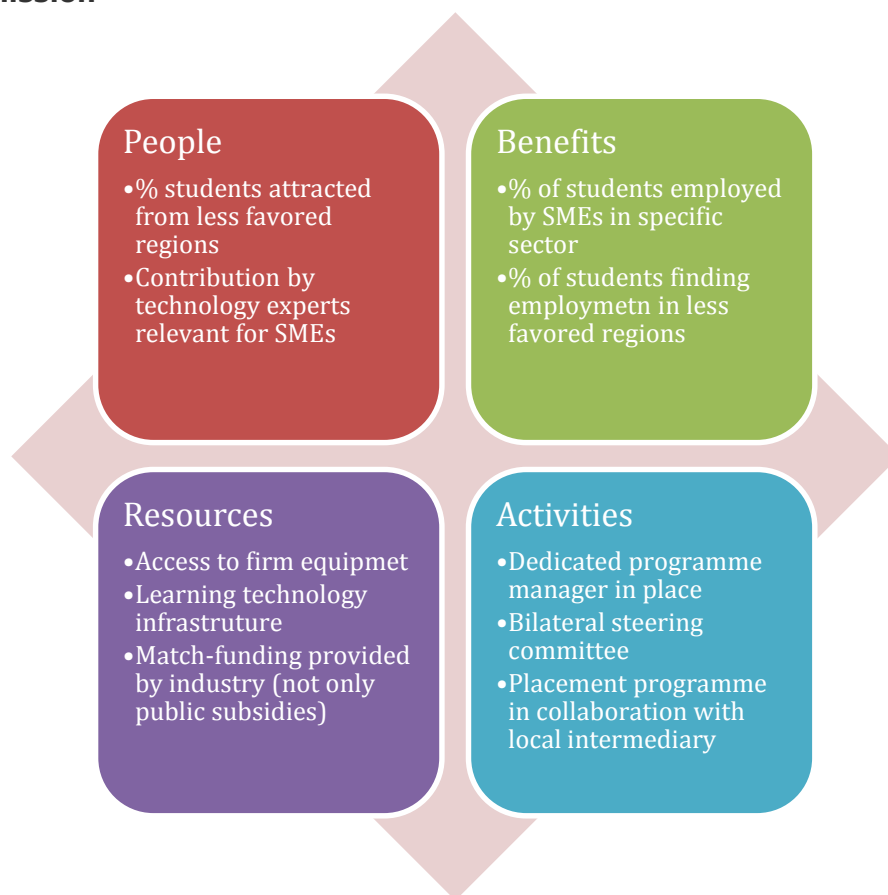 People
•% students attracted
from less favored
regions
•Contribution by
technology experts
relevant for SMEs
Benefits
•% of students employed
by SMEs in specific
sector
•% of students finding
employmetn in less
favored regions
Resources
•Access to firm equipmet
•Learning technology
infrastruture
•Match-funding provided
by industry (not only
public subsidies)
Activities
•Dedicated programme
manager in place
•Bilateral steering
committee
•Placement programme
in collaboration with
local intermediary